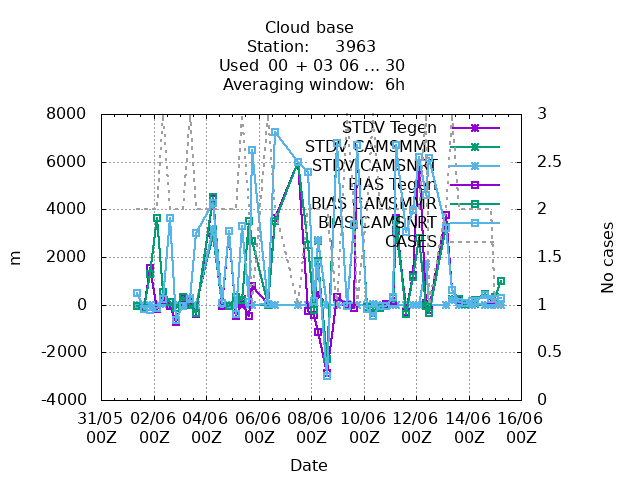 Cloud base
Station: 3963
Used 00 + 03 06 ... 30
Averaging window: 6h
8000
6000
4000
2000
0
-2000
-4000
m
3
2.5
2
1.5
1
0.5
0
No cases
STDV Tegen
STDV CAMSMMR
STDV CAMSNRT
BIAS Tegen
BIAS CAMSMMR
BIAS CAMSNRT
CASES
31/05 02/06 04/06 06/06 08/06 10/06 12/06 14/06 16/06
00Z 00Z 00Z 00Z 00Z 00Z 00Z 00Z 00Z
Date